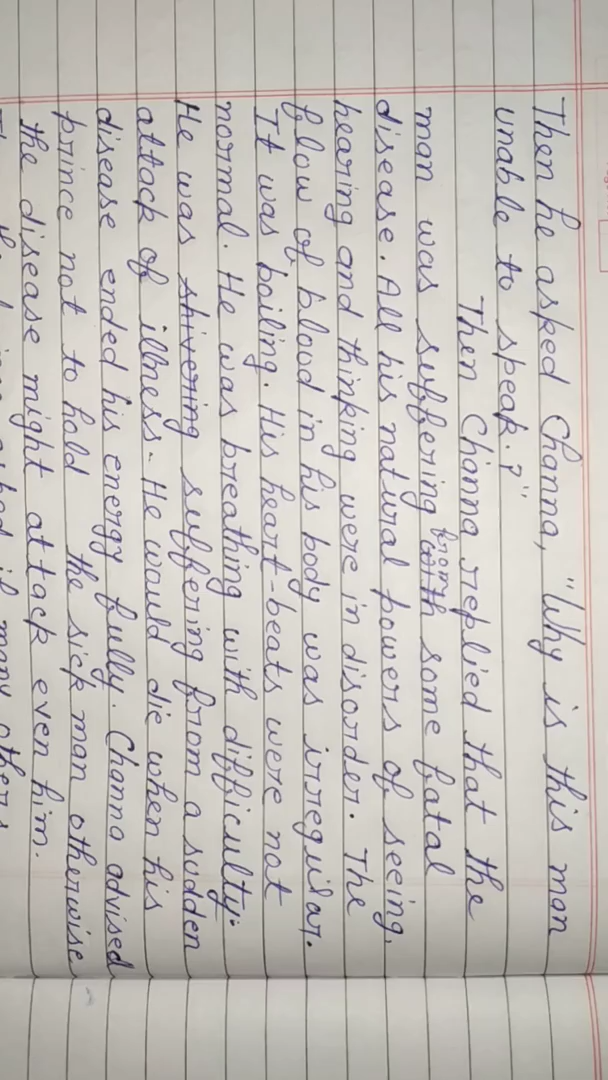 Then he asked Channa, "Why is this man
unable to speak.?"
Then Channa replied that the
man was suffering from some fatal
disease. All his natural powers of seeing,
hearing and thinking were in disorder. The
flow of blood in his body was irregular.
It was boiling. His heart-beats were not
normal. He was breathing with difficulty.
He was shivering suffering from a sudden
attack of illness. He would die when his
disease ended his energy fully. Channa advised
prince not to hold the sick man otherwise
the disease might attack even him.
if many others